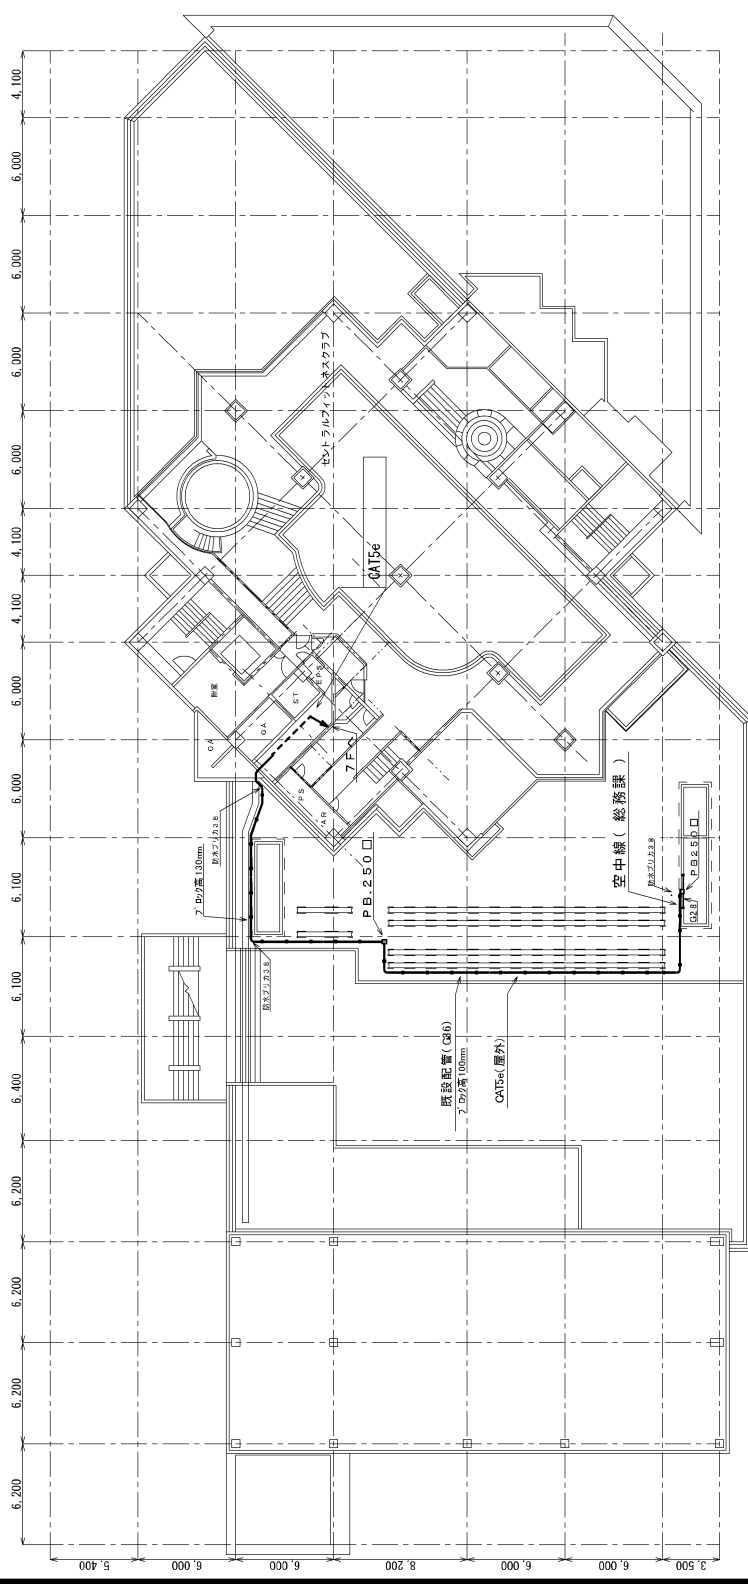 4,100
6,000
6,000
6,000
6,000
4,100
4,100
6,000
6,000
6,100
6,100
6,400
6,200
6,200
6,200
6,200
セントラルフィットネスクラブ
CAT5e
附室
EPS
ST
OA
OA
7F
PS
AR
防水プリカ38
ブロック高130mm
PB.250□
空中線(総務課)
防水プリカ38
PB250□
G28
防水プリカ38
既設配管(G36)
ブロック高100mm
CAT5e(屋外)
5,400
6,000
6,000
8,200
6,000
6,000
3,500